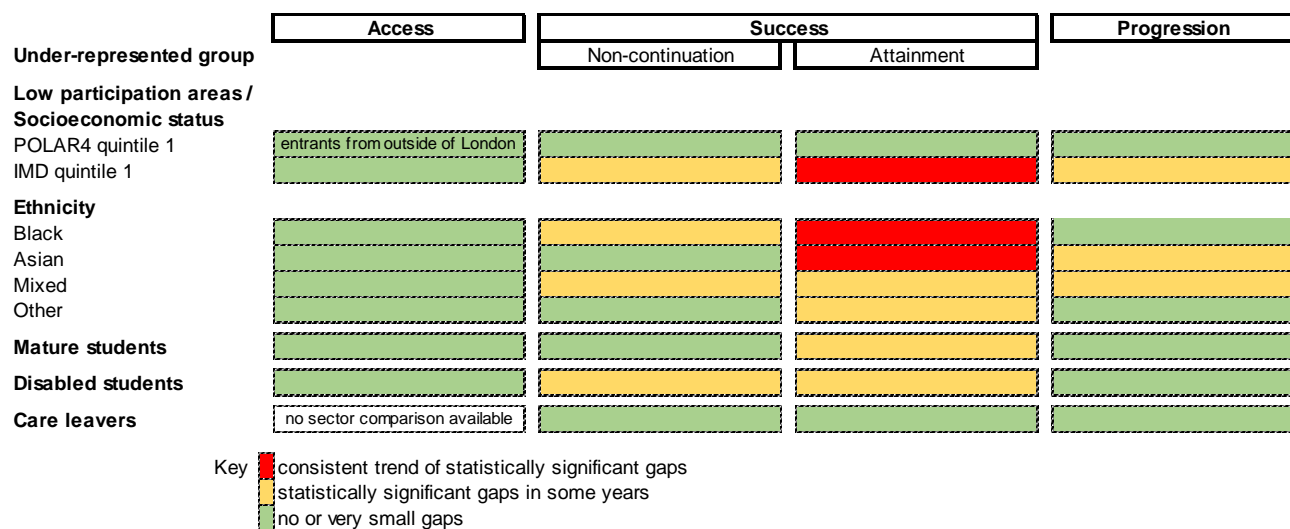 Access Success Progression
Under-represented group Non-continuation Attainment
Low participation areas /
Socioeconomic status
POLAR4 quintile 1 entrants from outside of London
IMD quintile 1
Ethnicity
Black
Asian
Mixed
Other
Mature students
Disabled students
Care leavers no sector comparison available
Key consistent trend of statistically significant gaps
statistically significant gaps in some years
no or very small gaps